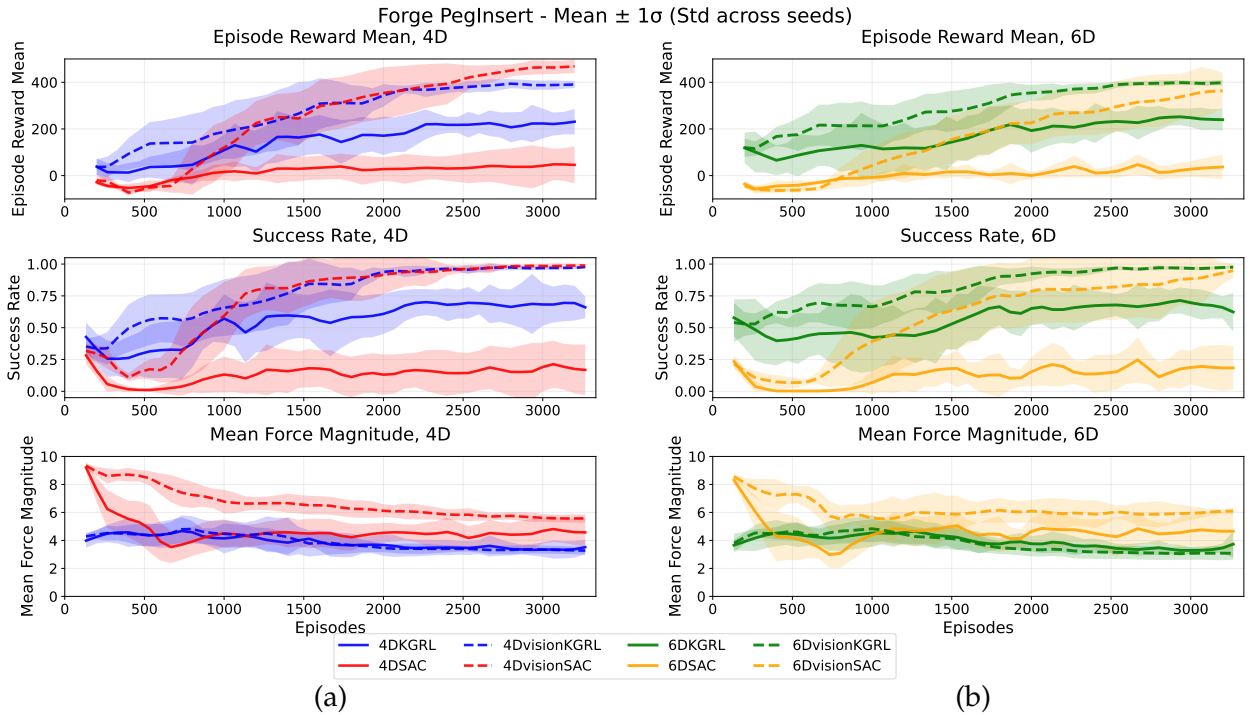 Forge PegInsert - Mean ± 1σ (Std across seeds)
Episode Reward Mean, 4D
Episode Reward Mean
400
200
0
0 500 1000 1500 2000 2500 3000
Success Rate, 4D
Success Rate
1.00
0.75
0.50
0.25
0.00
0 500 1000 1500 2000 2500 3000
Mean Force Magnitude, 4D
Mean Force Magnitude
10
8
6
4
2
0
0 500 1000 1500 2000 2500 3000
Episodes
Episode Reward Mean, 6D
Episode Reward Mean
400
200
0
0 500 1000 1500 2000 2500 3000
Success Rate, 6D
Success Rate
1.00
0.75
0.50
0.25
0.00
0 500 1000 1500 2000 2500 3000
Mean Force Magnitude, 6D
Mean Force Magnitude
10
8
6
4
2
0
0 500 1000 1500 2000 2500 3000
Episodes
4DKGRL 4DvisionKGRL 6DKGRL 6DvisionKGRL
4DSAC 4DvisionSAC 6DSAC 6DvisionSAC
(a) (b)